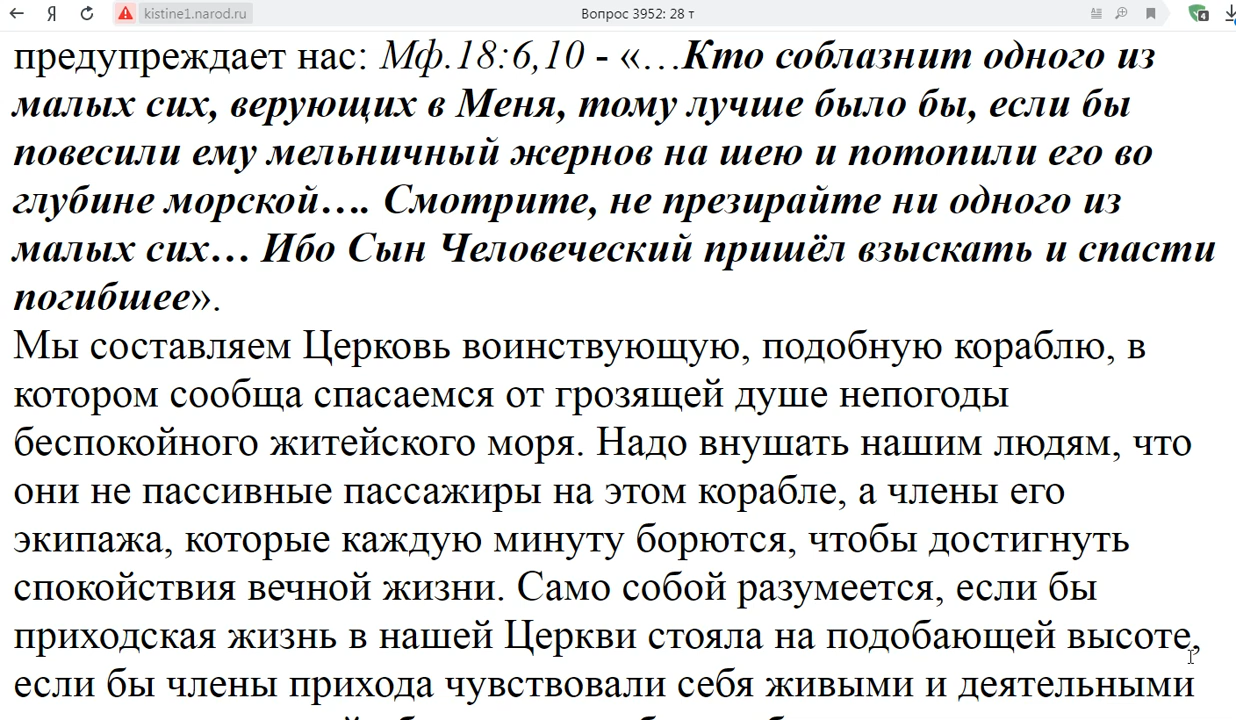 kistine1.narod.ru
Вопрос 3952: 28 т
4
предупреждает нас: Мф.18:6,10 - «…Кто соблазнит одного из
малых сих, верующих в Меня, тому лучше было бы, если бы
повесили ему мельничный жернов на шею и потопили его во
глубине морской…. Смотрите, не презирайте ни одного из
малых сих… Ибо Сын Человеческий пришёл взыскать и спасти
погибшее».
Мы составляем Церковь воинствующую, подобную кораблю, в
котором сообща спасаемся от грозящей душе непогоды
беспокойного житейского моря. Надо внушать нашим людям, что
они не пассивные пассажиры на этом корабле, а члены его
экипажа, которые каждую минуту борются, чтобы достигнуть
спокойствия вечной жизни. Само собой разумеется, если бы
приходская жизнь в нашей Церкви стояла на подобающей высоте,
если бы члены прихода чувствовали себя живыми и деятельными